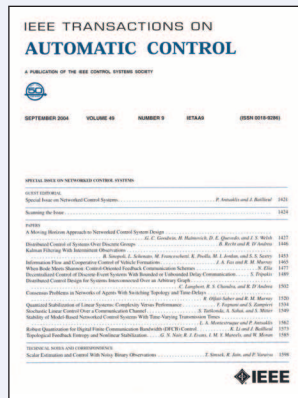 IEEE TRANSACTIONS ON
AUTOMATIC CONTROL
A PUBLICATION OF THE IEEE CONTROL SYSTEMS SOCIETY
50
SEPTEMBER 2004 VOLUME 49 NUMBER 9 IETAA9 (ISSN 0018-9286)
SPECIAL ISSUE ON NETWORKED CONTROL SYSTEMS
GUEST EDITORIAL
Special Issue on Networked Control Systems P. Antsaklis and J. Baillieul 1421
Scanning the Issue 1424
PAPERS
A Moving Horizon Approach to Networked Control System Design
G. C. Goodwin, H. Haimovich, D. E. Quevedo, and J. S. Welsh 1427
Distributed Control of Systems Over Discrete Groups B. Recht and R. D'Andrea 1446
Kalman Filtering With Intermittent Observations
B. Sinopoli, L. Schenato, M. Franceschetti, K. Poolla, M. I. Jordan, and S. S. Sastry 1453
Information Flow and Cooperative Control of Vehicle Formations J. A. Fax and R. M. Murray 1465
When Bode Meets Shannon: Control-Oriented Feedback Communication Schemes N. Elia 1477
Decentralized Control of Discrete-Event Systems With Bounded or Unbounded Delay Communication S. Tripakis 1489
Distributed Control Design for Systems Interconnected Over an Arbitrary Graph
C. Langbort, R. S. Chandra, and R. D'Andrea 1502
Consensus Problems in Networks of Agents With Switching Topology and Time-Delays
R. Olfati-Saber and R. M. Murray 1520
Quantized Stabilization of Linear Systems: Complexity Versus Performance F. Fagnani and S. Zampieri 1534
Stochastic Linear Control Over a Communication Channel S. Tatikonda, A. Sahai, and S. Mitter 1549
Stability of Model-Based Networked Control Systems With Time-Varying Transmission Times
L. A. Montestruque and P. Antsaklis 1562
Robust Quantization for Digital Finite Communication Bandwidth (DFCB) Control K. Li and J. Baillieul 1573
Topological Feedback Entropy and Nonlinear Stabilization G. N. Nair, R. J. Evans, I. M. Y. Mareels, and W. Moran 1585
TECHNICAL NOTES AND CORRESPONDENCE
Scalar Estimation and Control With Noisy Binary Observations T. Simsek, R. Jain, and P. Varaiya 1598
IEEE